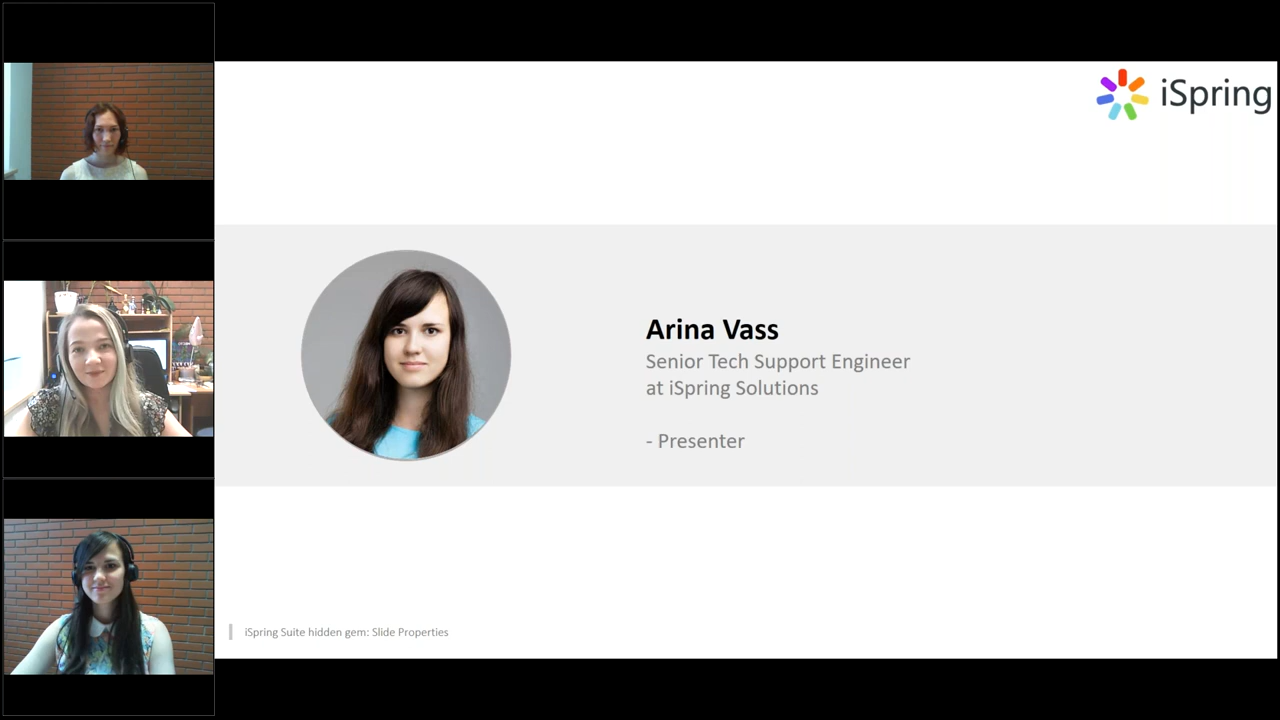 iSpring
Arina Vass
Senior Tech Support Engineer
at iSpring Solutions
- Presenter
iSpring Suite hidden gem: Slide Properties